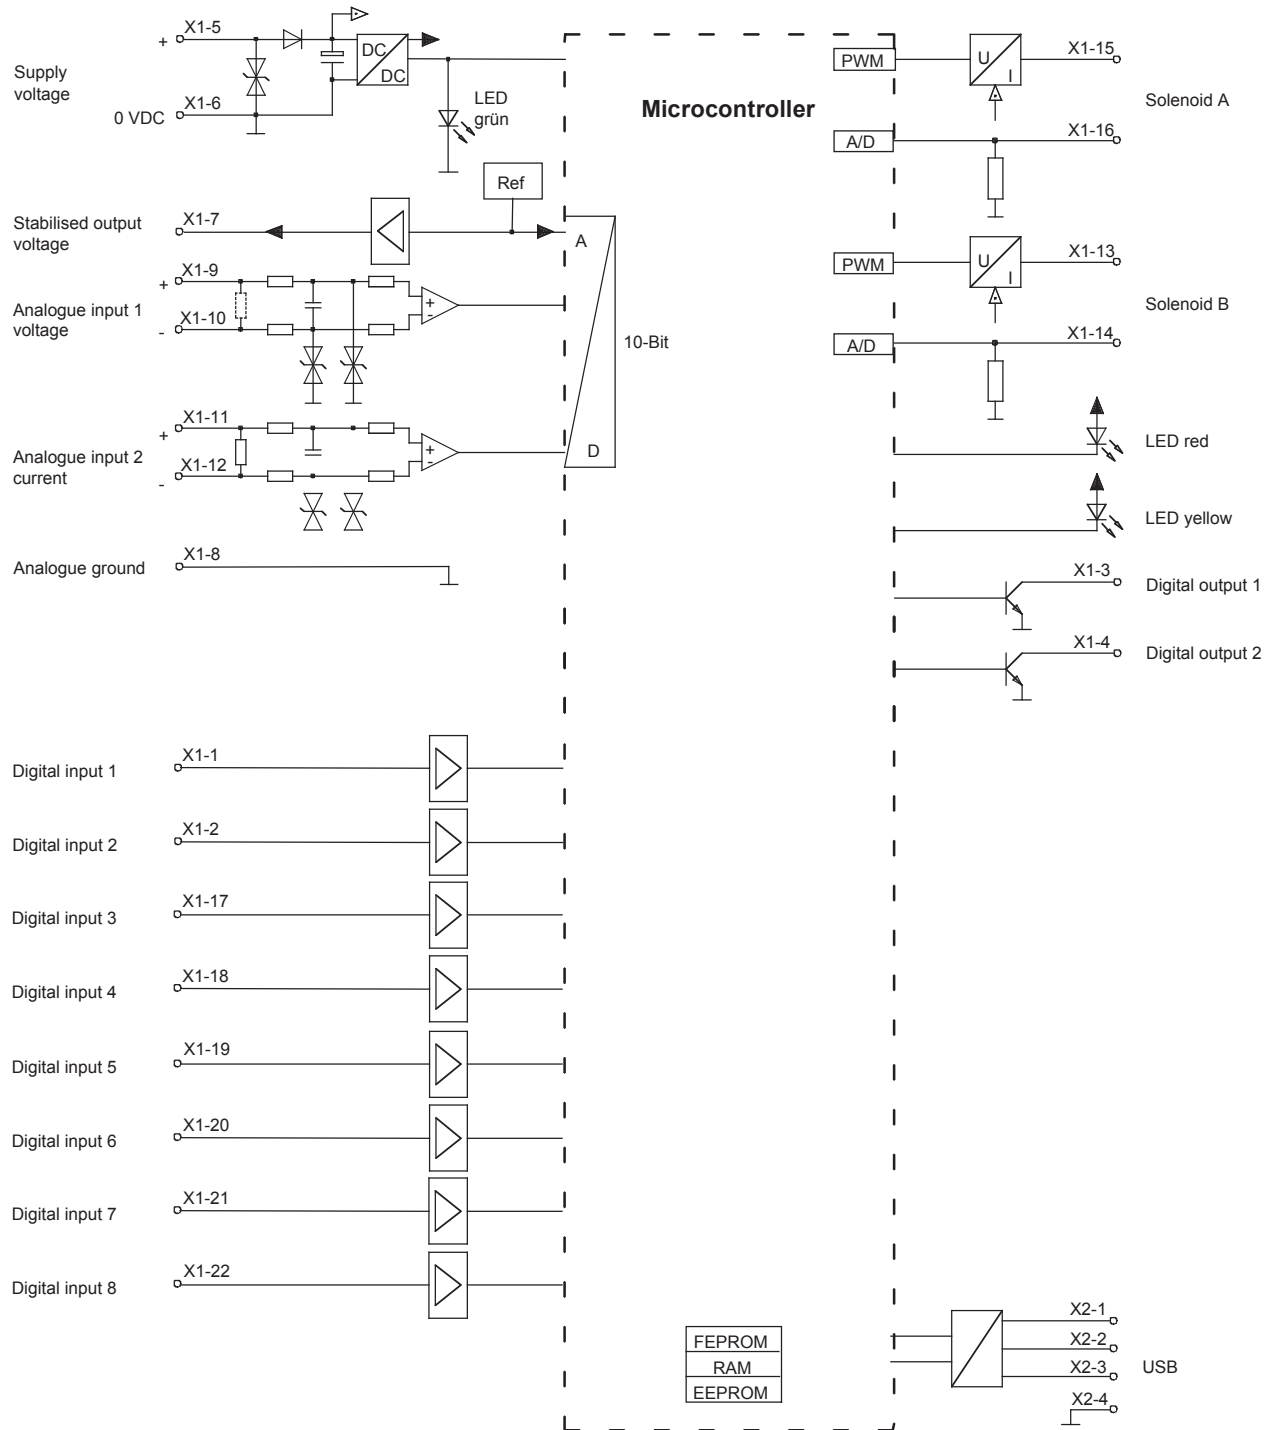 X1-5
+
Supply
voltage
DC
DC
X1-6
0 VDC
LED
grün
Microcontroller
PWM
U
I
X1-15
Solenoid A
A/D
X1-16
Ref
Stabilised output
voltage
X1-7
A
X1-9
+
Analogue input 1
voltage
X1-10
-
+
-
10-Bit
PWM
U
I
X1-13
Solenoid B
A/D
X1-14
X1-11
+
Analogue input 2
current
X1-12
-
+
-
D
LED red
LED yellow
Analogue ground
X1-8
X1-3
Digital output 1
X1-4
Digital output 2
Digital input 1
X1-1
Digital input 2
X1-2
Digital input 3
X1-17
Digital input 4
X1-18
Digital input 5
X1-19
Digital input 6
X1-20
Digital input 7
X1-21
Digital input 8
X1-22
FEPROM
RAM
EEPROM
X2-1
X2-2
X2-3
USB
X2-4